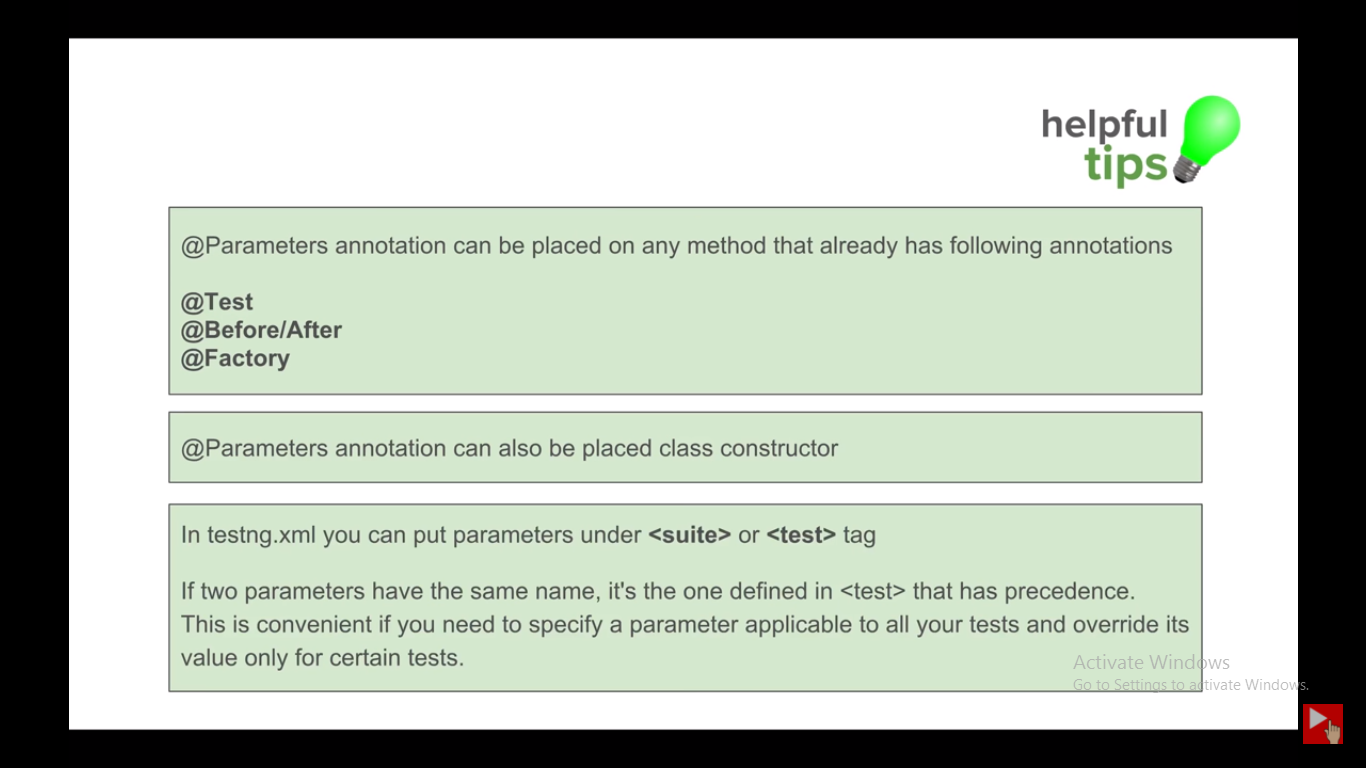 helpful
tips
@Parameters annotation can be placed on any method that already has following annotations
@Test
@Before/After
@Factory
@Parameters annotation can also be placed class constructor
In testng.xml you can put parameters under <suite> or <test> tag
If two parameters have the same name, it's the one defined in <test> that has precedence.
This is convenient if you need to specify a parameter applicable to all your tests and override its
value only for certain tests.
Activate Windows
Go to Settings to activate Windows.